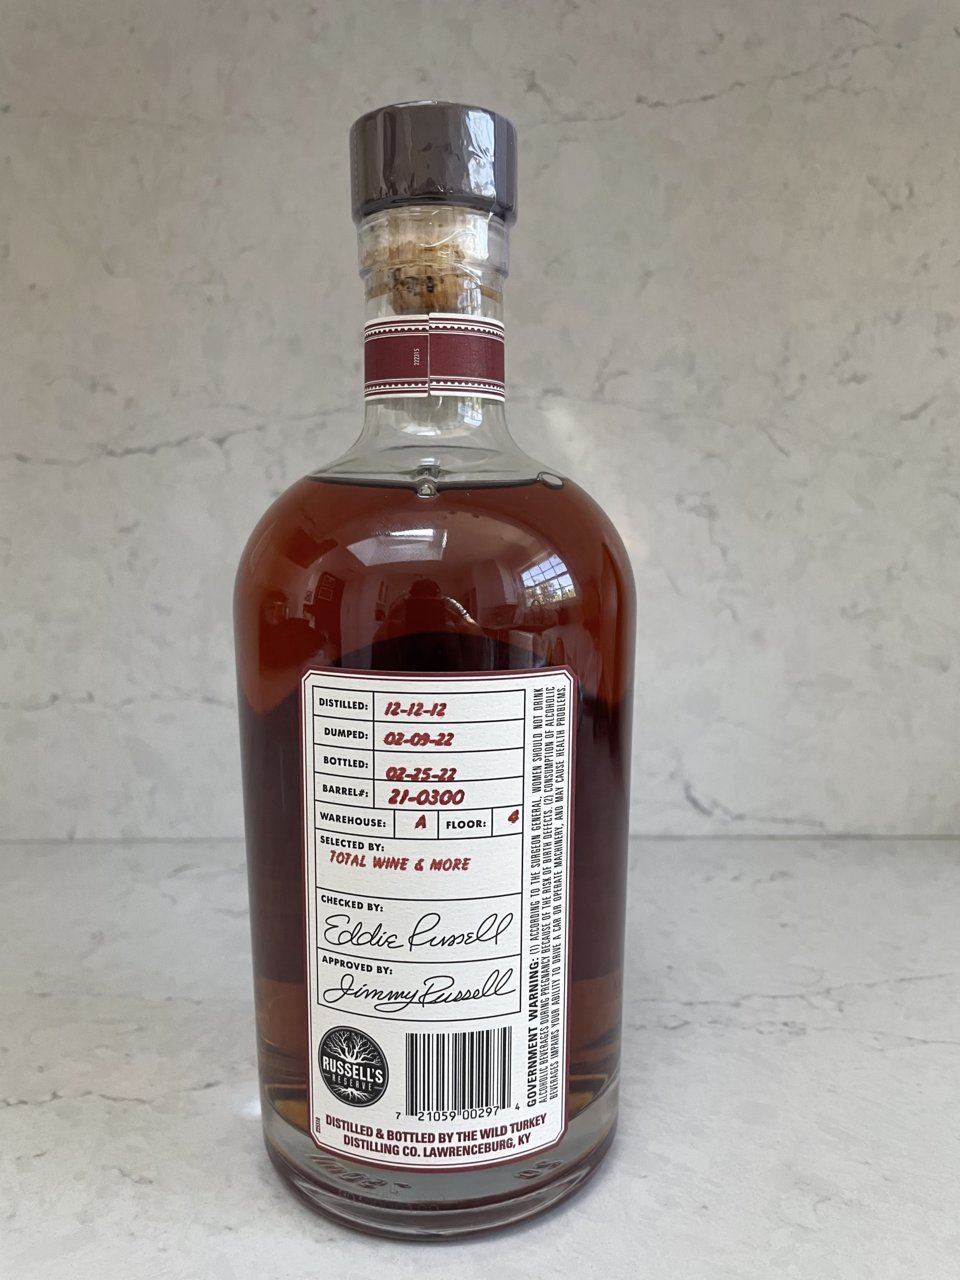 DISTILLED: 12-12-12
DUMPED: 02-09-22
BOTTLED: 02-25-22
BARREL#: 21-0300
WAREHOUSE: A FLOOR: 4
SELECTED BY:
TOTAL WINE & MORE
CHECKED BY:
Eddie Russell
APPROVED BY:
Jimmy Russell
RUSSELL'S
RESERVE
7 21059 00297 4
DISTILLED & BOTTLED BY THE WILD TURKEY
DISTILLING CO. LAWRENCEBURG, KY
GOVERNMENT WARNING: (1) ACCORDING TO THE SURGEON GENERAL, WOMEN SHOULD NOT DRINK
ALCOHOLIC BEVERAGES DURING PREGNANCY BECAUSE OF THE RISK OF BIRTH DEFECTS. (2) CONSUMPTION OF ALCOHOLIC
BEVERAGES IMPAIRS YOUR ABILITY TO DRIVE A CAR OR OPERATE MACHINERY, AND MAY CAUSE HEALTH PROBLEMS.